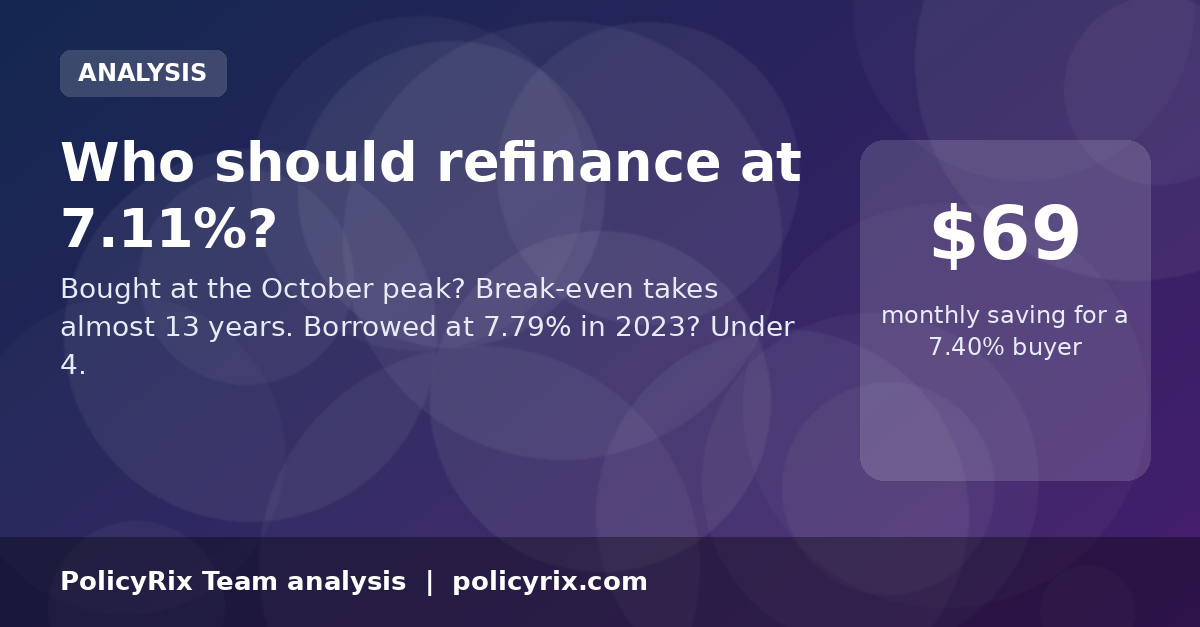 ANALYSIS
Who should refinance at
7.11%?
Bought at the October peak? Break-even takes
almost 13 years. Borrowed at 7.79% in 2023? Under
4.
$69
monthly saving for a
7.40% buyer
PolicyRix Team analysis | policyrix.com